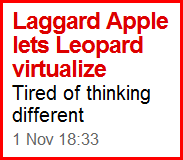 Laggard Apple
lets Leopard
virtualize
Tired of thinking
different
1 Nov 18:33